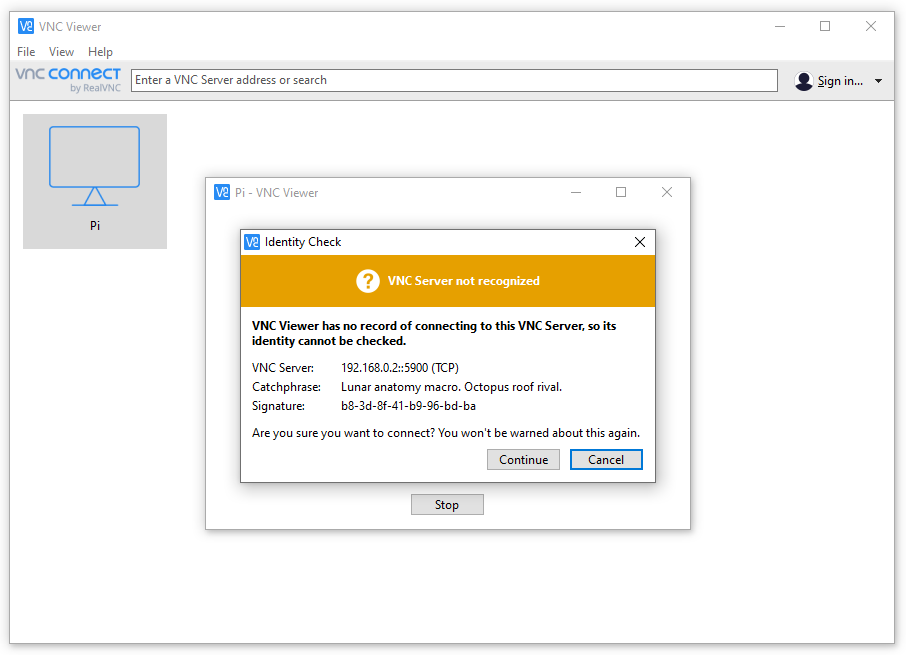 VNC Viewer
File View Help
vnc connect
by RealVNC
Enter a VNC Server address or search
Sign in...
Pi
Pi - VNC Viewer
Identity Check
? VNC Server not recognized
VNC Viewer has no record of connecting to this VNC Server, so its
identity cannot be checked.
VNC Server: 192.168.0.2::5900 (TCP)
Catchphrase: Lunar anatomy macro. Octopus roof rival.
Signature: b8-3d-8f-41-b9-96-bd-ba
Are you sure you want to connect? You won't be warned about this again.
Continue Cancel
Stop